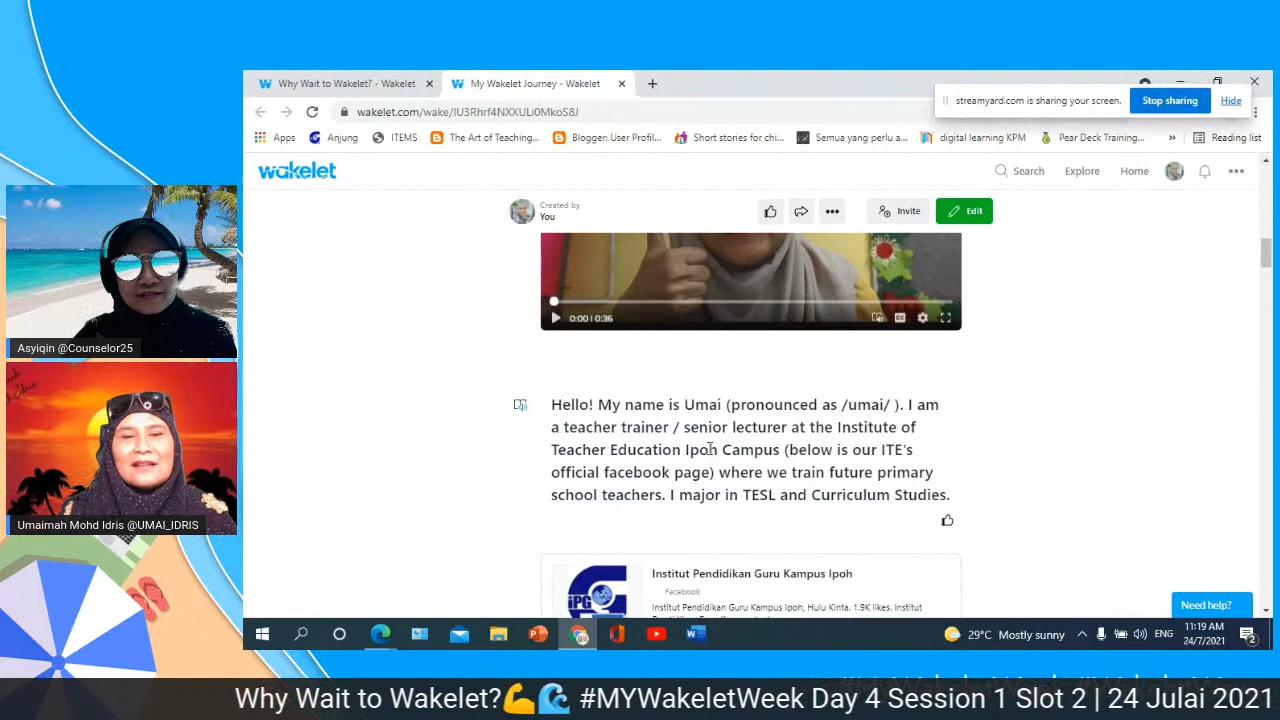 Why Wait to Wakelet? - Wakelet
My Wakelet Journey - Wakelet
streamyard.com is sharing your screen.
Stop sharing
Hide
wakelet.com/wake/IU3Rhrf4NXXULi0MkoS8J
Apps
Anjung
ITEMS
The Art of Teaching...
Blogger: User Profil...
Short stories for chi...
Semua yang perlu a...
digital learning KPM
Pear Deck Training...
»
Reading list
wakelet
Search
Explore
Home
Created by
You
Invite
Edit
0:00 | 0:36
Hello! My name is Umai (pronounced as /umai/ ). I am
a teacher trainer / senior lecturer at the Institute of
Teacher Education Ipoh Campus (below is our ITE's
official facebook page) where we train future primary
school teachers. I major in TESL and Curriculum Studies.
Institut Pendidikan Guru Kampus Ipoh
Facebook
Institut Pendidikan Guru Kampus Ipoh, Hulu Kinta. 1.9K likes. Institut
iPG
Need help?
29°C Mostly sunny
ENG
11:19 AM
24/7/2021
2
Asyiqin @Counselor25
Umaimah Mohd Idris @UMAI_IDRIS
Why Wait to Wakelet?💪🌊 #MYWakeletWeek Day 4 Session 1 Slot 2 | 24 Julai 2021